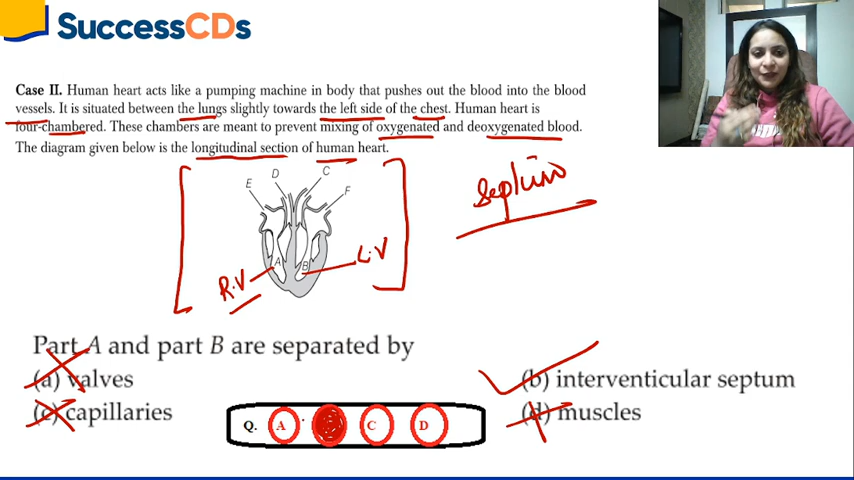 SuccessCDs
Case II. Human heart acts like a pumping machine in body that pushes out the blood into the blood
vessels. It is situated between the lungs slightly towards the left side of the chest. Human heart is
four-chambered. These chambers are meant to prevent mixing of oxygenated and deoxygenated blood.
The diagram given below is the longitudinal section of human heart.
E D C F
A B
R.V L.V
Septum
Part A and part B are separated by
(a) valves (b) interventicular septum
(c) capillaries (d) muscles
Q. A C D